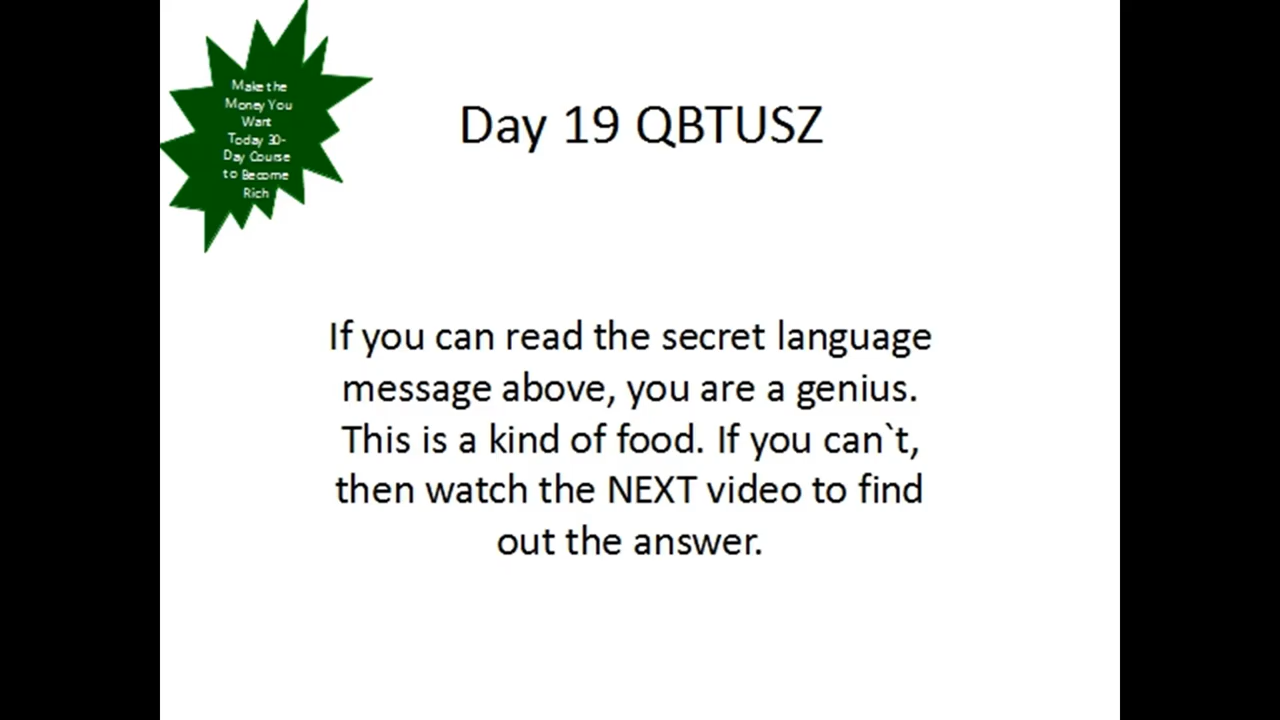 Make the
Money You
Want
Today 30-
Day Course
to Become
Rich
Day 19 QBTUSZ
If you can read the secret language
message above, you are a genius.
This is a kind of food. If you can`t,
then watch the NEXT video to find
out the answer.